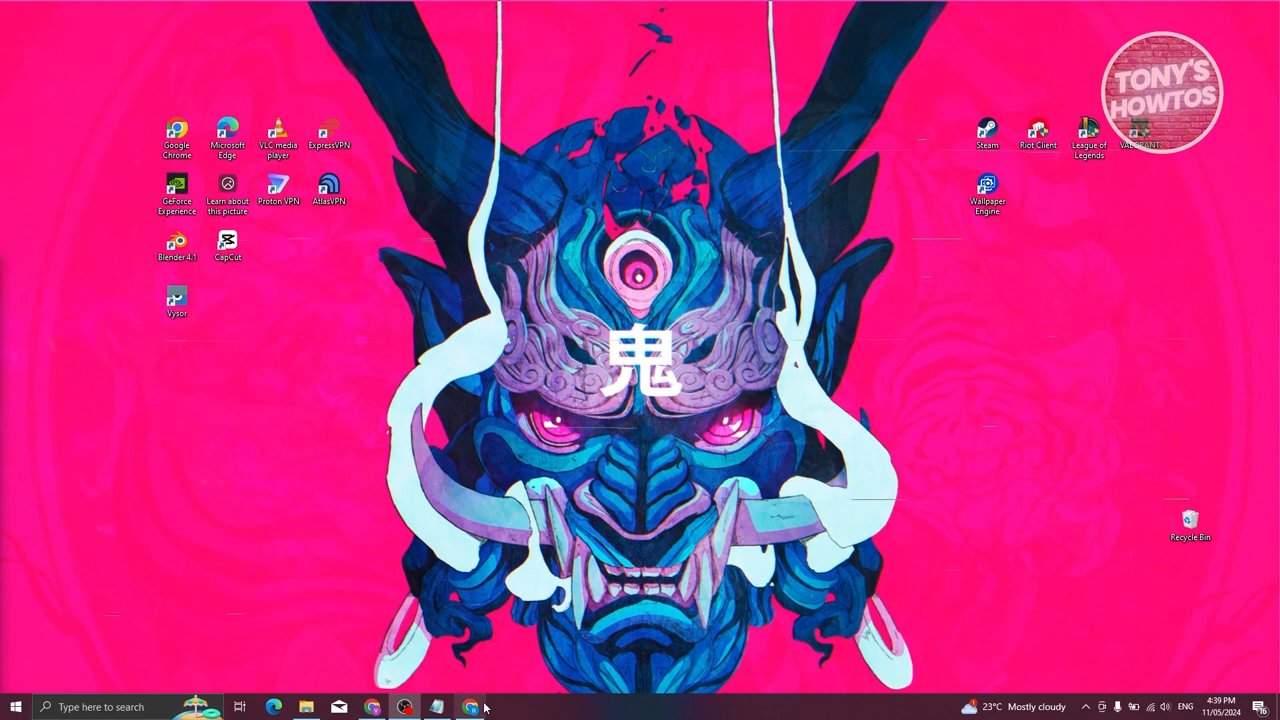 TONY'S
HOWTOS
Google
Chrome
Microsoft
Edge
VLC media
player
ExpressVPN
Steam
Riot Client
League of
Legends
GeForce
Experience
Learn about
this picture
Proton VPN
AtlasVPN
Wallpaper
Engine
Blender 4.1
CapCut
Vysor
鬼
Recycle Bin
Type here to search
23°C Mostly cloudy
ENG
4:39 PM
11/05/2024
16